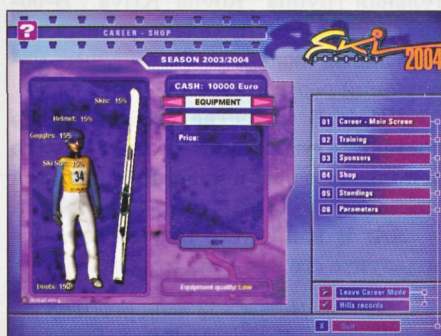 ?
CAREER - SHOP
SEASON 2003/2004
Ski
2004
CASH: 10000 Euro
EQUIPMENT
Price:
BUY
Equipment quality: Low
Skis: 15%
Helmet: 15%
Goggles: 15%
Ski Suit: 15%
34
Boots: 15%
01 Career - Main Screen
02 Training
03 Sponsors
04 Shop
05 Standings
06 Parameters
Leave Career Mode
Hills records
X Quit